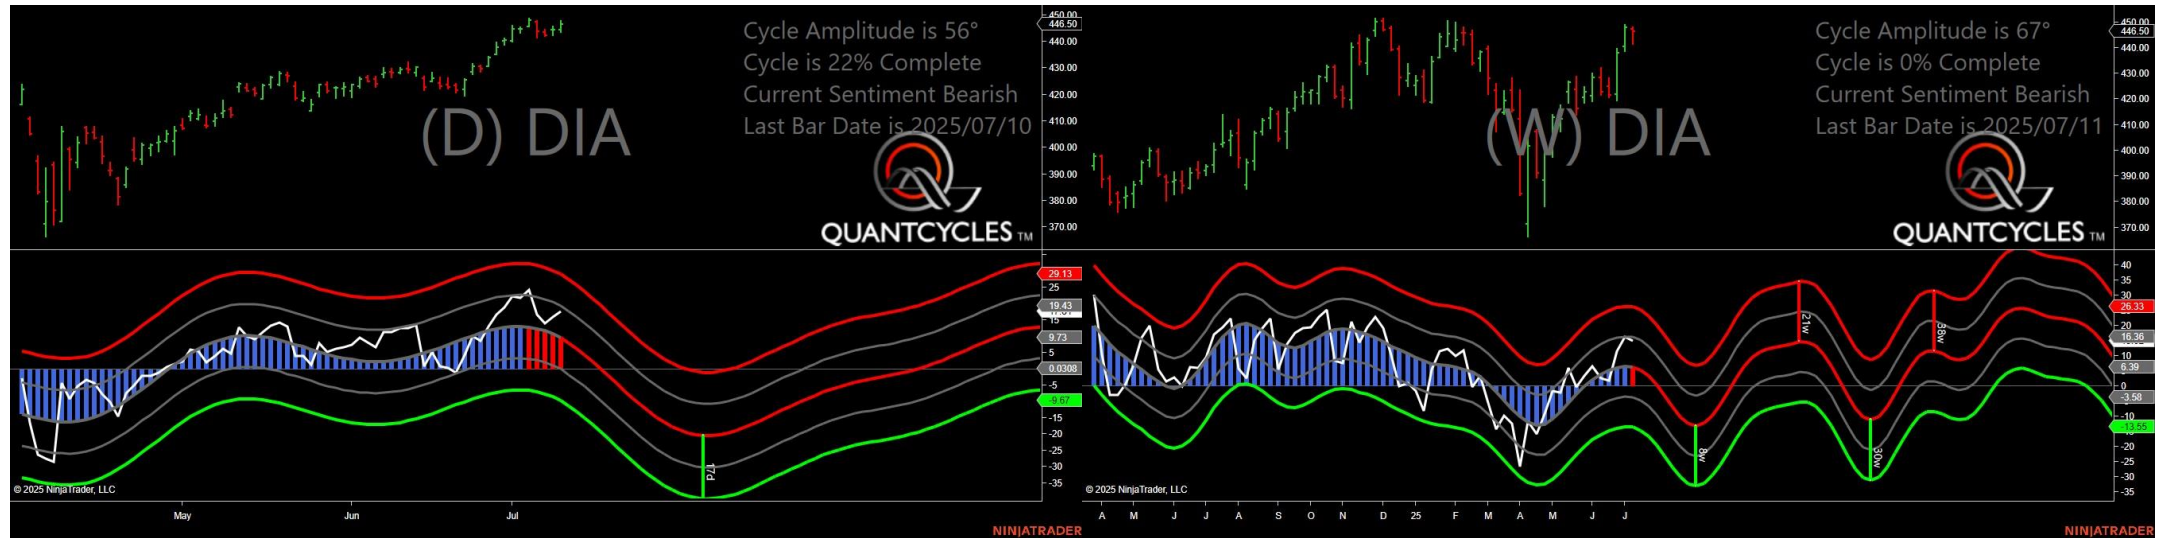 Cycle Amplitude is 56°
Cycle is 22% Complete
Current Sentiment Bearish
Last Bar Date is 2025/07/10
(D) DIA
QUANTCYCLES TM
450.00
446.50
440.00
430.00
420.00
410.00
400.00
390.00
380.00
370.00
29.13
25
19.43
15
9.73
5
0.0308
-5
-9.67
-15
-20
-25
-30
-35
17d
© 2025 NinjaTrader, LLC
May Jun Jul
NINJATRADER
Cycle Amplitude is 67°
Cycle is 0% Complete
Current Sentiment Bearish
Last Bar Date is 2025/07/11
(W) DIA
QUANTCYCLES TM
450.00
446.50
440.00
430.00
420.00
410.00
400.00
390.00
380.00
370.00
40
35
30
26.33
20
16.36
10
6.39
0
-3.58
-10
-13.55
-20
-25
-30
-35
8w
21w
30w
38w
© 2025 NinjaTrader, LLC
A M J J A S O N D 25 F M A M J J
NINJATRADER